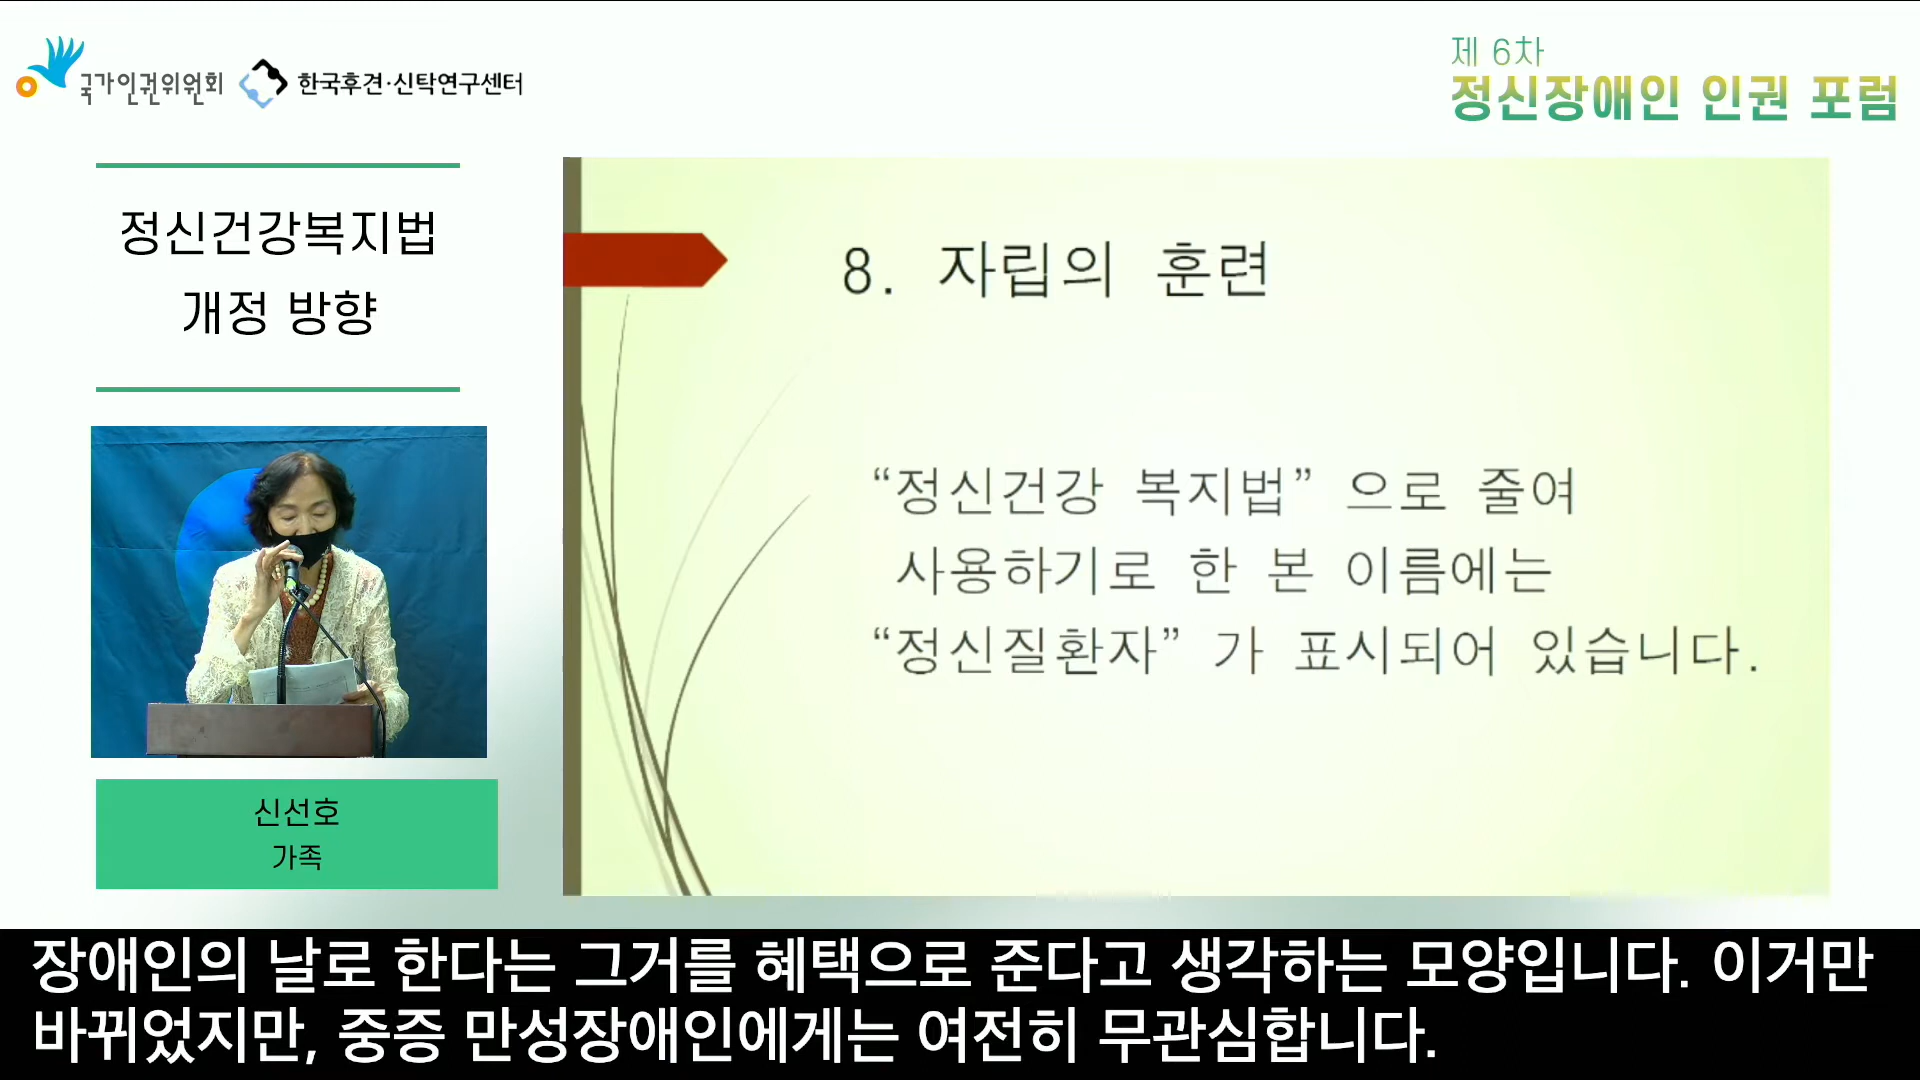 국가인권위원회
한국후견·신탁연구센터
제 6차
정신장애인 인권 포럼
정신건강복지법
개정 방향
신선호
가족
8. 자립의 훈련
“정신건강 복지법” 으로 줄여
사용하기로 한 본 이름에는
“정신질환자” 가 표시되어 있습니다.
장애인의 날로 한다는 그거를 혜택으로 준다고 생각하는 모양입니다. 이거만
바뀌었지만, 중증 만성장애인에게는 여전히 무관심합니다.